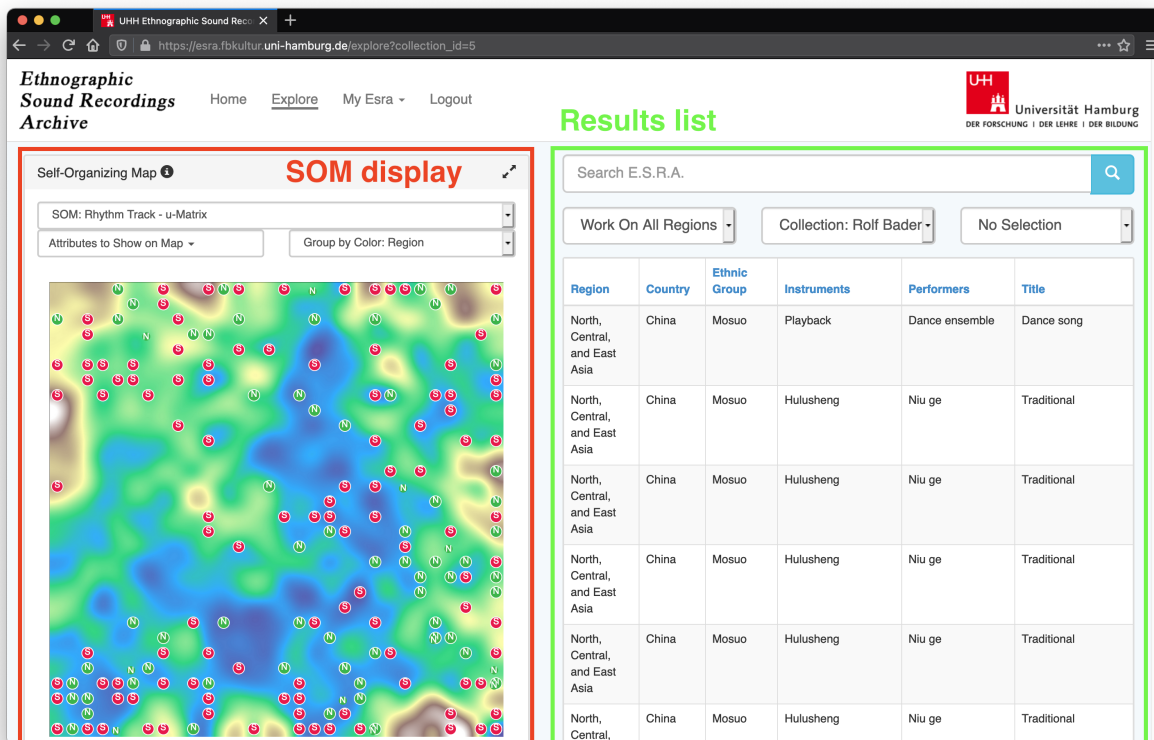 UHH Ethnographic Sound Reco
https://esra.fbkultur.uni-hamburg.de/explore?collection_id=5
Ethnographic
Sound Recordings
Archive
Home Explore My Esra Logout
UH
Universität Hamburg
DER FORSCHUNG I DER LEHRE I DER BILDUNG
Results list
Self-Organizing Map
SOM display
SOM: Rhythm Track - u-Matrix
Attributes to Show on Map
Group by Color: Region
Search E.S.R.A.
Work On All Regions
Collection: Rolf Bader
No Selection
Region Country Ethnic Group Instruments Performers Title
North, Central, and East Asia China Mosuo Playback Dance ensemble Dance song
North, Central, and East Asia China Mosuo Hulusheng Niu ge Traditional
North, Central, and East Asia China Mosuo Hulusheng Niu ge Traditional
North, Central, and East Asia China Mosuo Hulusheng Niu ge Traditional
North, Central, and East Asia China Mosuo Hulusheng Niu ge Traditional
North, Central, China Mosuo Hulusheng Niu ge Traditional